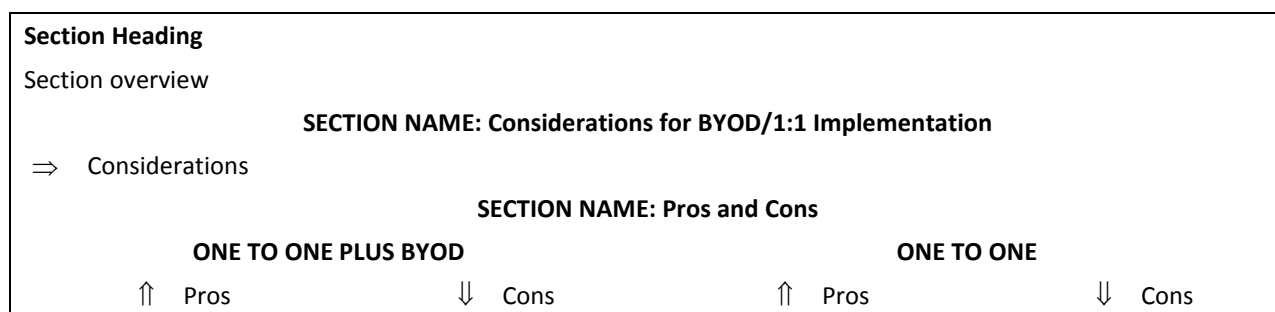 Section Heading
Section overview
SECTION NAME: Considerations for BYOD/1:1 Implementation
⇒ Considerations
SECTION NAME: Pros and Cons
ONE TO ONE PLUS BYOD ONE TO ONE
⇑ Pros ⇓ Cons ⇑ Pros ⇓ Cons